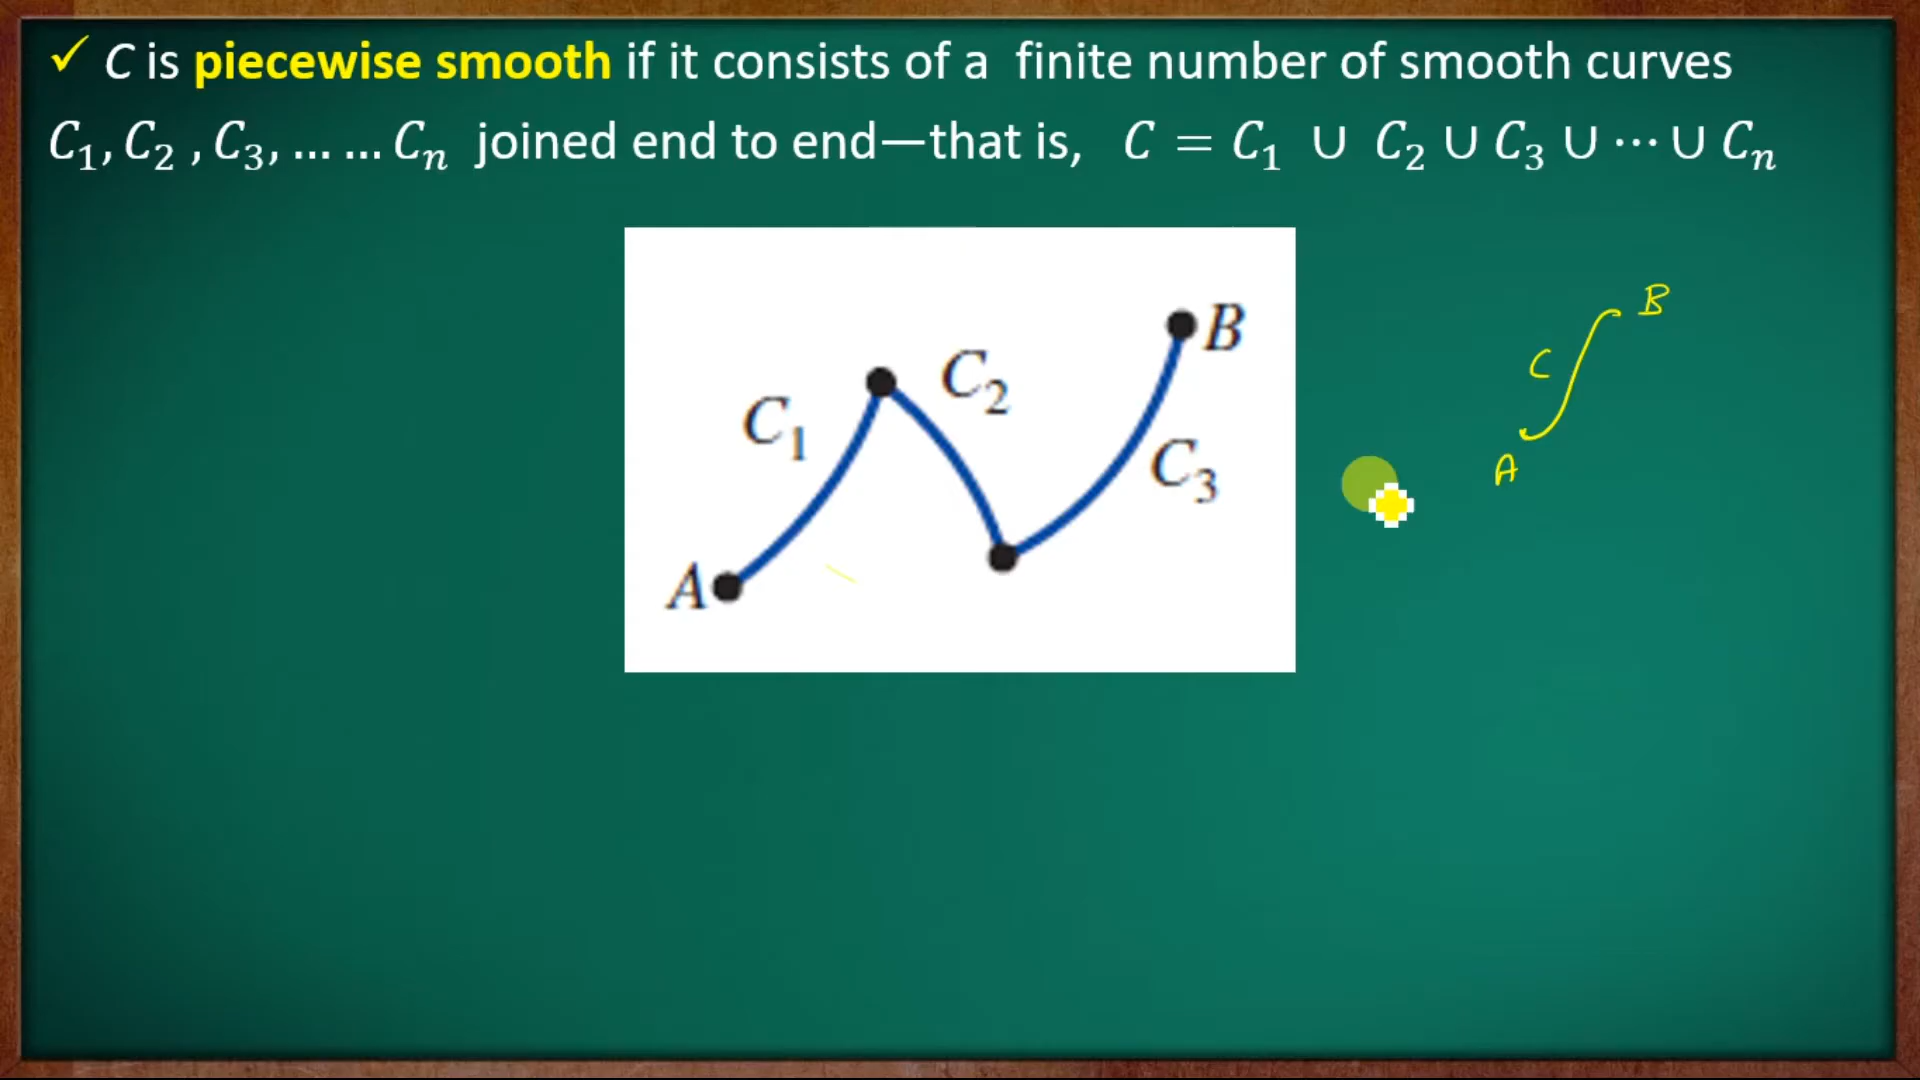 ✓ C is piecewise smooth if it consists of a finite number of smooth curves
C₁, C₂ , C₃, … … Cₙ joined end to end—that is, C = C₁ ∪ C₂ ∪ C₃ ∪ ⋯ ∪ Cₙ
B
B
C₂
C
C₁
C₃
A
A